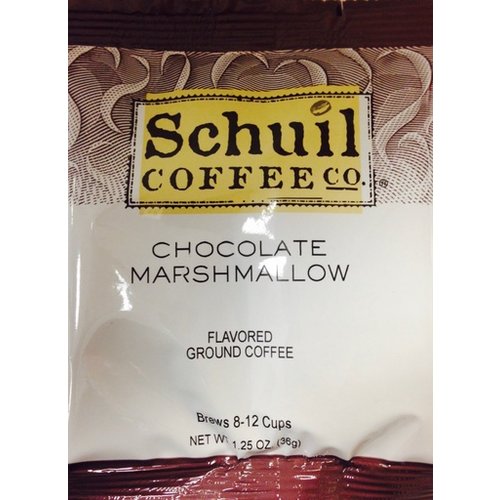 Schuil
COFFEE CO.®
CHOCOLATE
MARSHMALLOW
FLAVORED
GROUND COFFEE
Brews 8-12 Cups
NET WT 1.25 OZ. (36g)